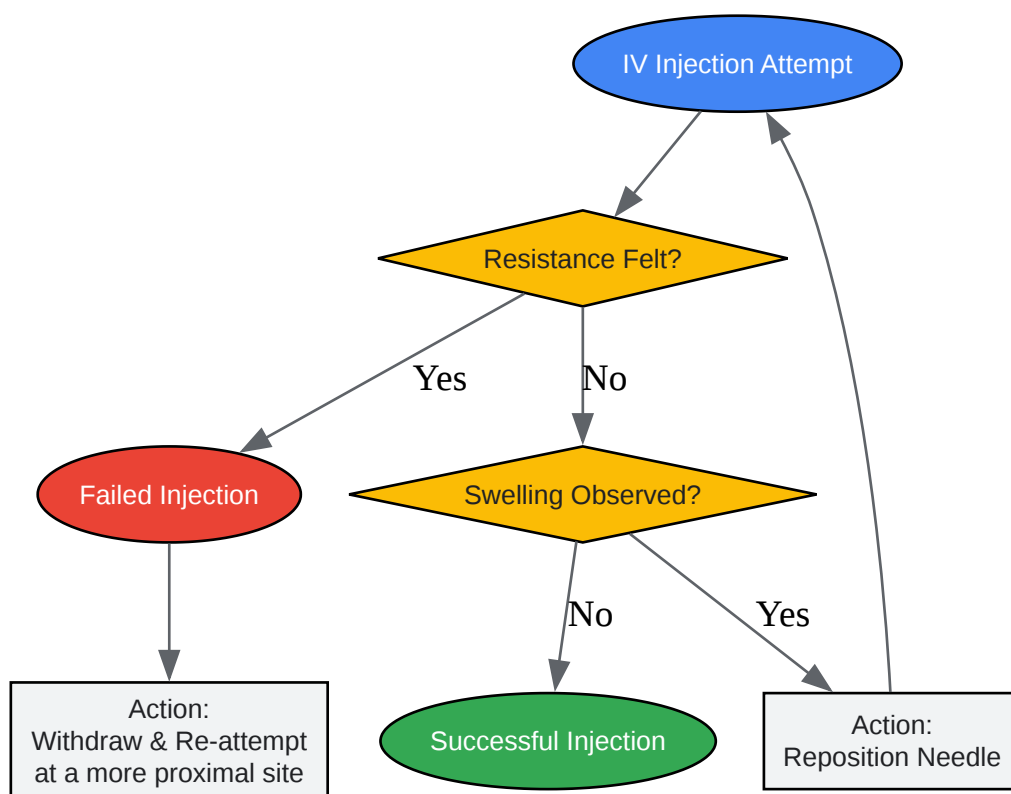 IV Injection Attempt
Resistance Felt?
Yes
No
Failed Injection
Swelling Observed?
No
Yes
Action:
Withdraw & Re-attempt
at a more proximal site
Successful Injection
Action:
Reposition Needle